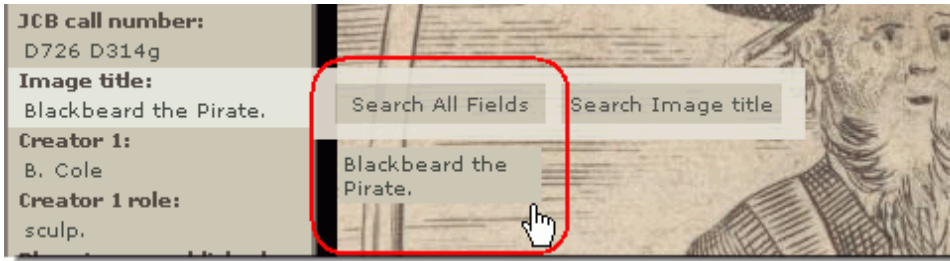 JCB call number:
D726 D314g
Image title:
Blackbeard the Pirate.
Search All Fields
Search Image title
Creator 1:
B. Cole
Blackbeard the
Pirate.
Creator 1 role:
sculp.